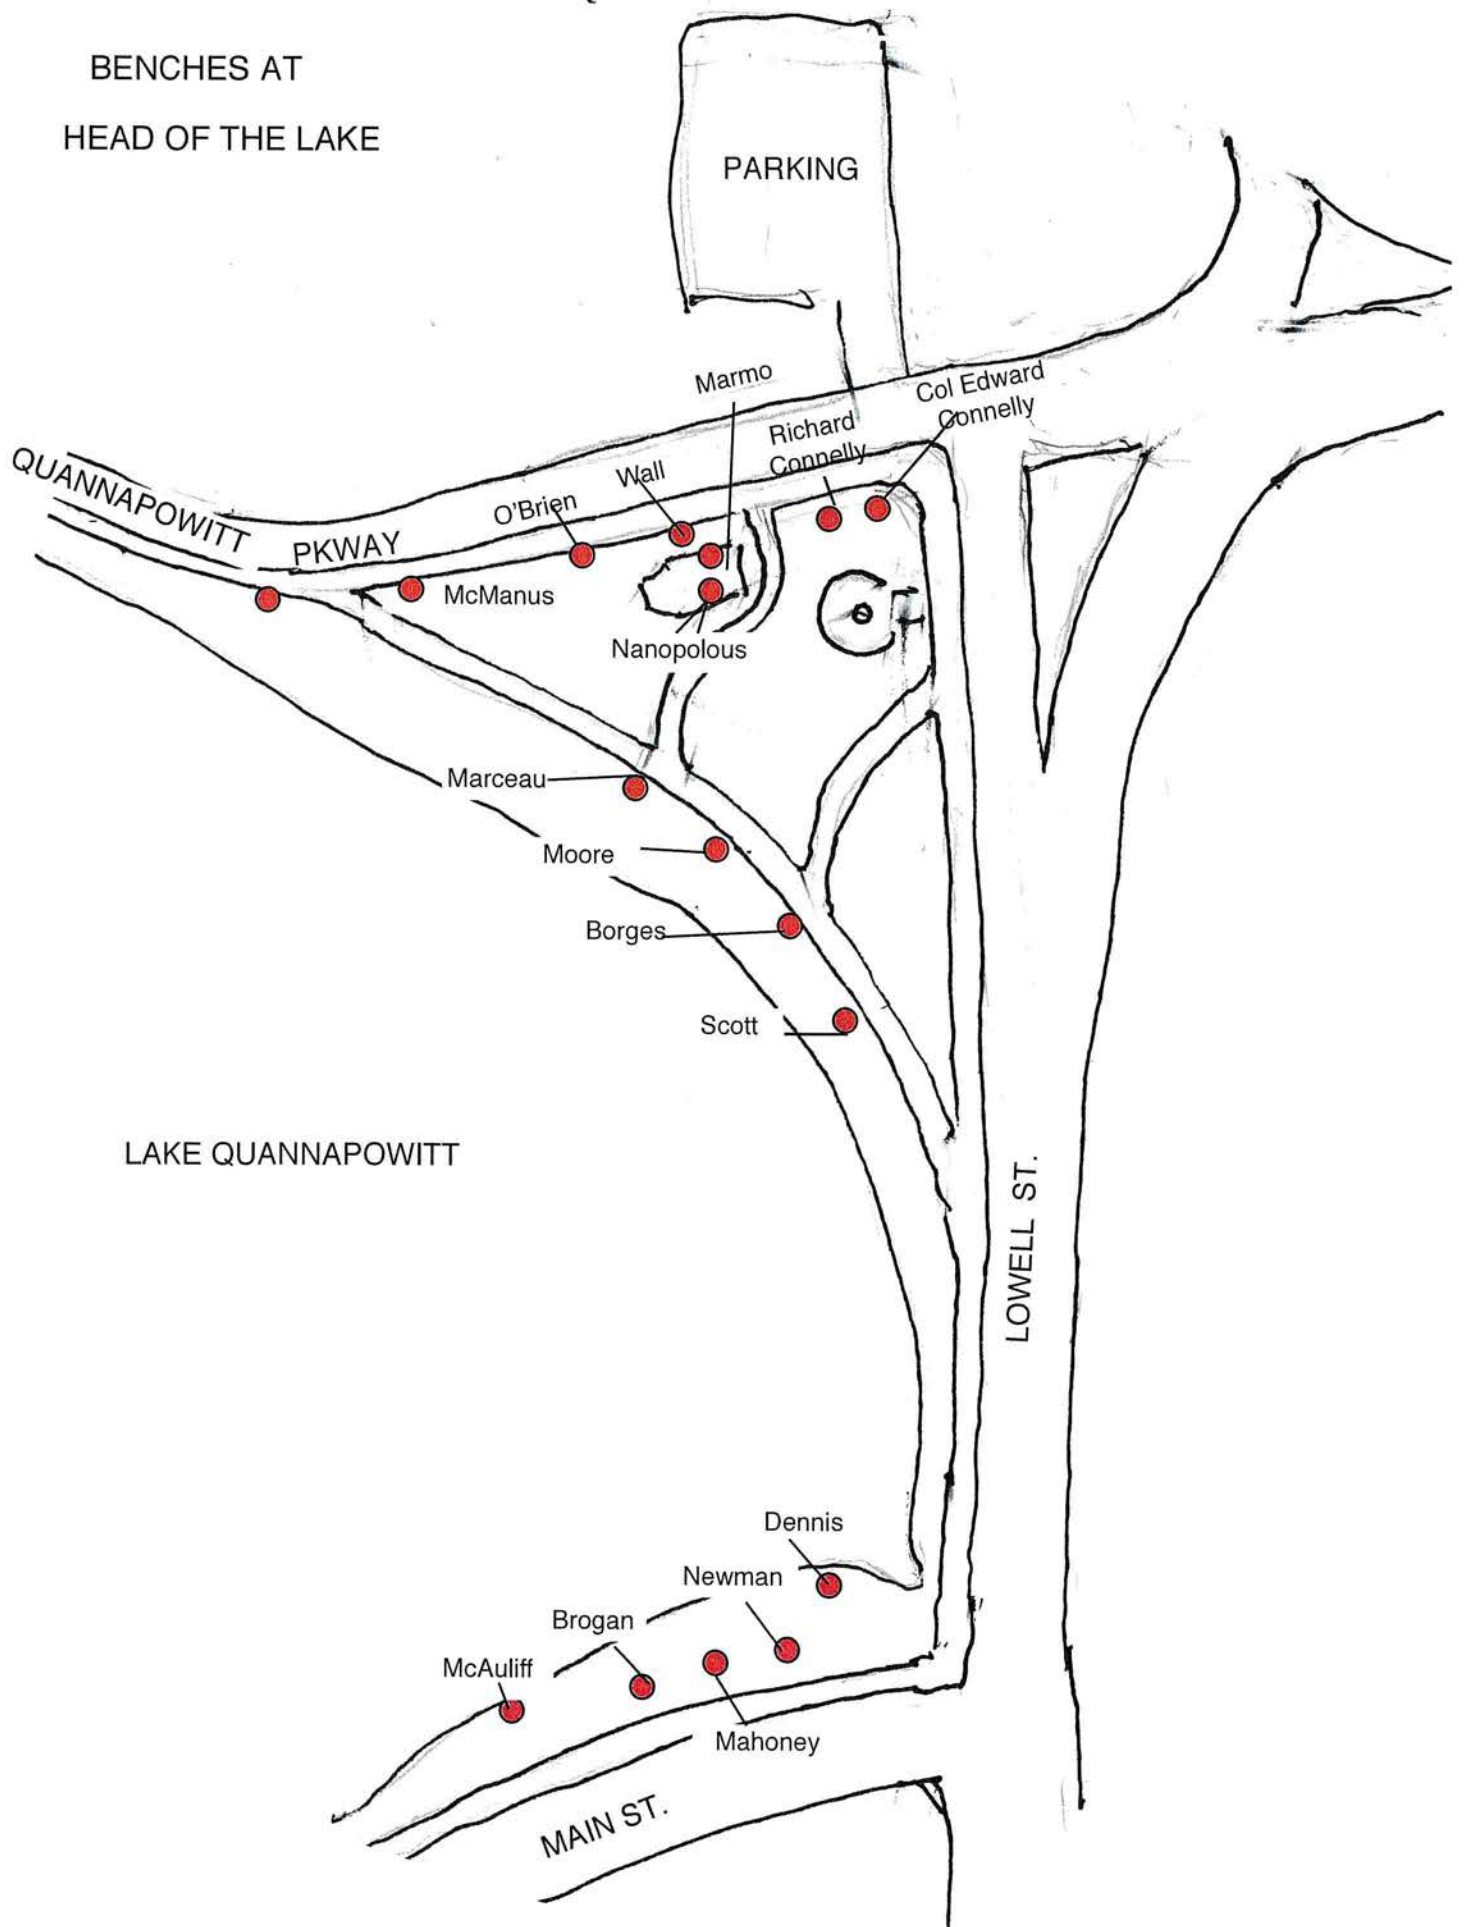 BENCHES AT
HEAD OF THE LAKE
PARKING
Marmo
Col Edward
Connelly
Richard
Connelly
Wall
O'Brien
QUANNAPOWITT
PKWAY
McManus
Nanopolous
Marceau
Moore
Borges
Scott
LAKE QUANNAPOWITT
LOWELL ST.
Dennis
Newman
Brogan
McAuliff
Mahoney
MAIN ST.